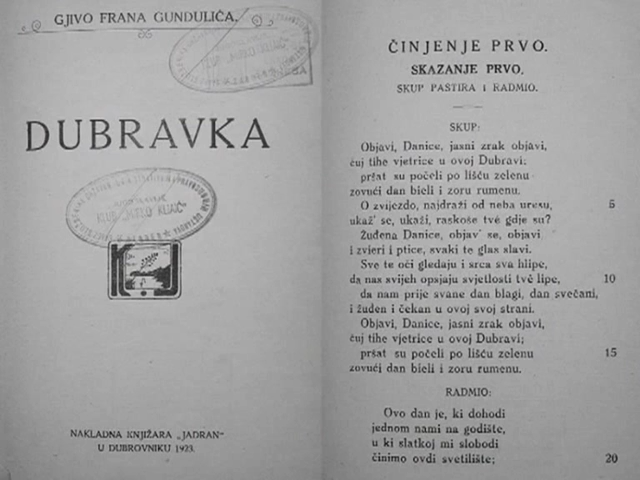 GJIVO FRANA GUNDULIĆA.
DUBRAVKA
NAKLADNA KNJIŽARA „JADRAN“
U DUBROVNIKU 1923.
ČINJENJE PRVO.
SKAZANJE PRVO.
SKUP PASTIRA I RADMIO.
SKUP:
Objavi, Danice, jasni zrak objavi,
čuj tihe vjetrice u ovoj Dubravi;
pršat su počeli po lišću zelenu
zovući dan bieli i zoru rumenu.
O zvijezdo, najdraži od neba uresu, 5
ukaž' se, ukaži, raskoše tvê gdje su?
Žuđena Danice, objav' se, objavi
i zvieri i ptice, svaki te glas slavi.
Sve te oči gledaju i srca sva hlipe,
da nas svijeh opsjaju svjetlosti tvê lipe, 10
da nam prije svane dan blagi, dan svečani,
i žuđen i čekan u ovoj svoj strani.
Objavi, Danice, jasni zrak objavi,
čuj tihe vjetrice u ovoj Dubravi;
pršat su počeli po lišću zelenu 15
zovući dan bieli i zoru rumenu.
RADMIO:
Ovo dan je, ki dohodi
jednom nami na godište,
u ki slatkoj mi slobodi
činimo ovdi svetilište; 20